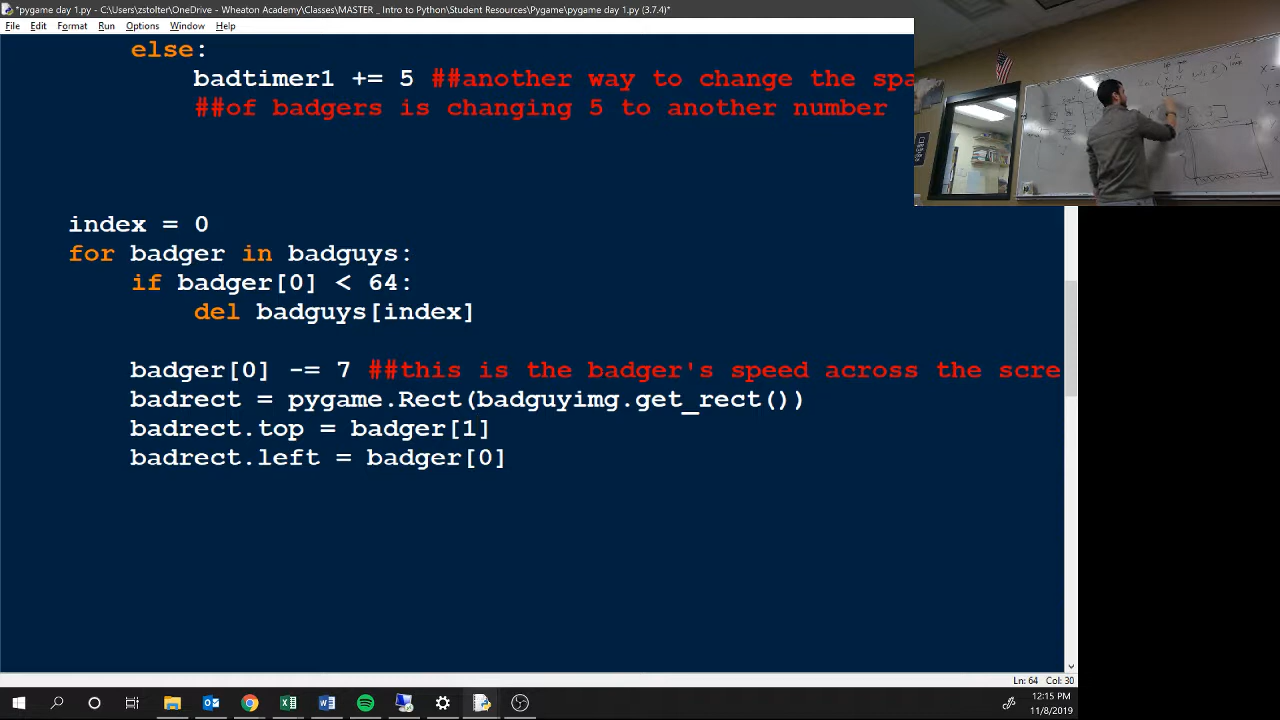 *pygame day 1.py - C:\Users\zstolter\OneDrive - Wheaton Academy\Classes\MASTER _ Intro to Python\Student Resources\Pygame\pygame day 1.py (3.7.4)*
File Edit Format Run Options Window Help
else:
badtimer1 += 5 ##another way to change the spa
##of badgers is changing 5 to another number
index = 0
for badger in badguys:
if badger[0] < 64:
del badguys[index]
badger[0] -= 7 ##this is the badger's speed across the scre
badrect = pygame.Rect(badguyimg.get_rect())
badrect.top = badger[1]
badrect.left = badger[0]
Ln: 64 Col: 30
12:15 PM
11/8/2019